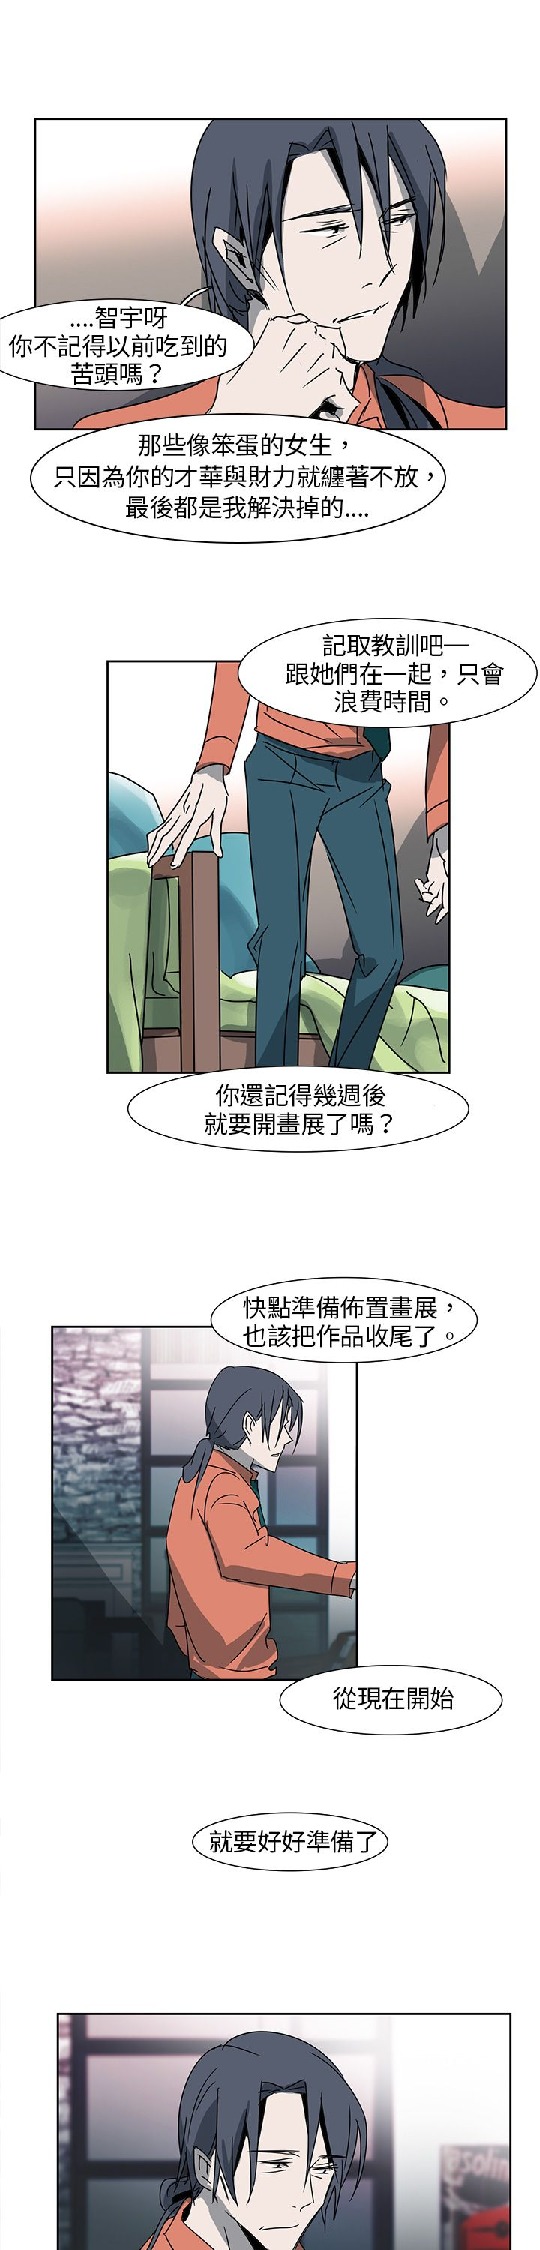 ....智宇呀
你不記得以前吃到的
苦頭嗎？
那些像笨蛋的女生，
只因為你的才華與財力就纏著不放，
最後都是我解決掉的....
記取教訓吧—
跟她們在一起，只會
浪費時間。
你還記得幾週後
就要開畫展了嗎？
快點準備佈置畫展，
也該把作品收尾了。
從現在開始
就要好好準備了
@sohn